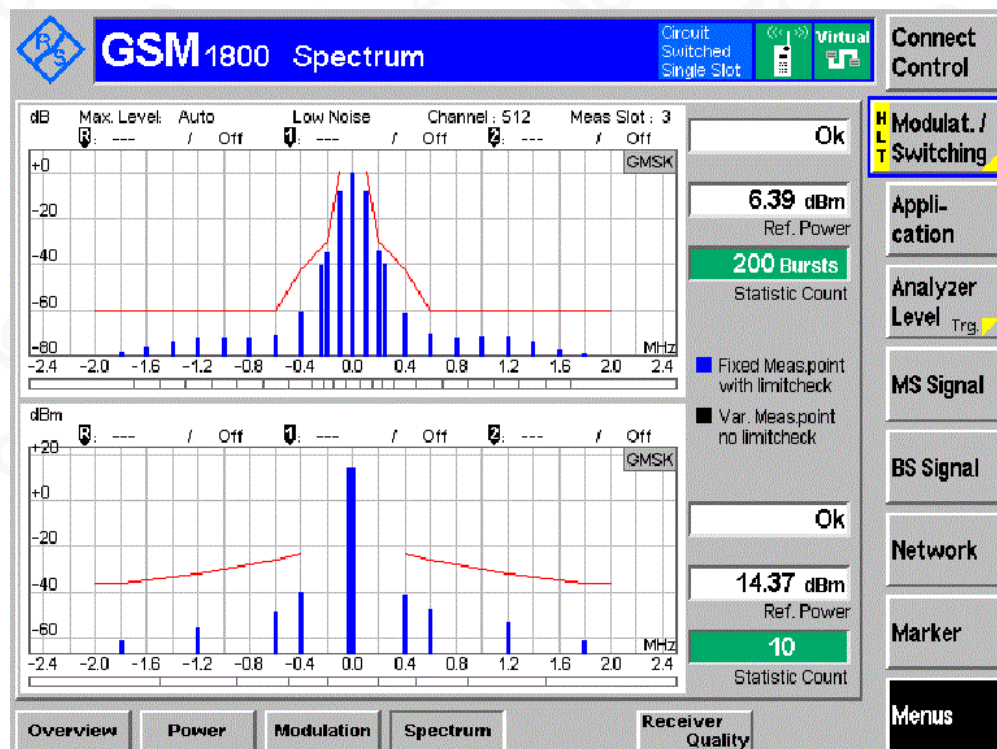 R/S
GSM 1800 Spectrum
Circuit Switched Single Slot
Virtual
Connect Control
dB Max. Level: Auto Low Noise Channel : 512 Meas Slot : 3
R : --- / Off 1 : --- / Off 2 : --- / Off
GMSK
+0
-20
-40
-60
-80
MHz
-2.4 -2.0 -1.6 -1.2 -0.8 -0.4 0.0 0.4 0.8 1.2 1.6 2.0 2.4
Ok
6.39 dBm
Ref. Power
200 Bursts
Statistic Count
Fixed Meas.point
with limitcheck
Var. Meas.point
no limitcheck
dBm
R : --- / Off 1 : --- / Off 2 : --- / Off
GMSK
+20
+0
-20
-40
-60
MHz
-2.4 -2.0 -1.6 -1.2 -0.8 -0.4 0.0 0.4 0.8 1.2 1.6 2.0 2.4
Ok
14.37 dBm
Ref. Power
10
Statistic Count
HLT
Modulat. /
Switching
Appli-
cation
Analyzer
Level Trg.
MS Signal
BS Signal
Network
Marker
Menus
Overview Power Modulation Spectrum Receiver Quality